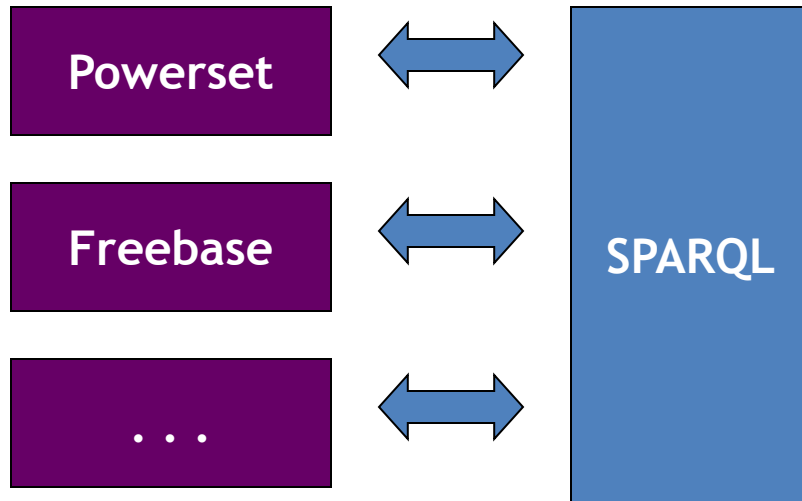 Powerset
Freebase
SPARQL
. . .